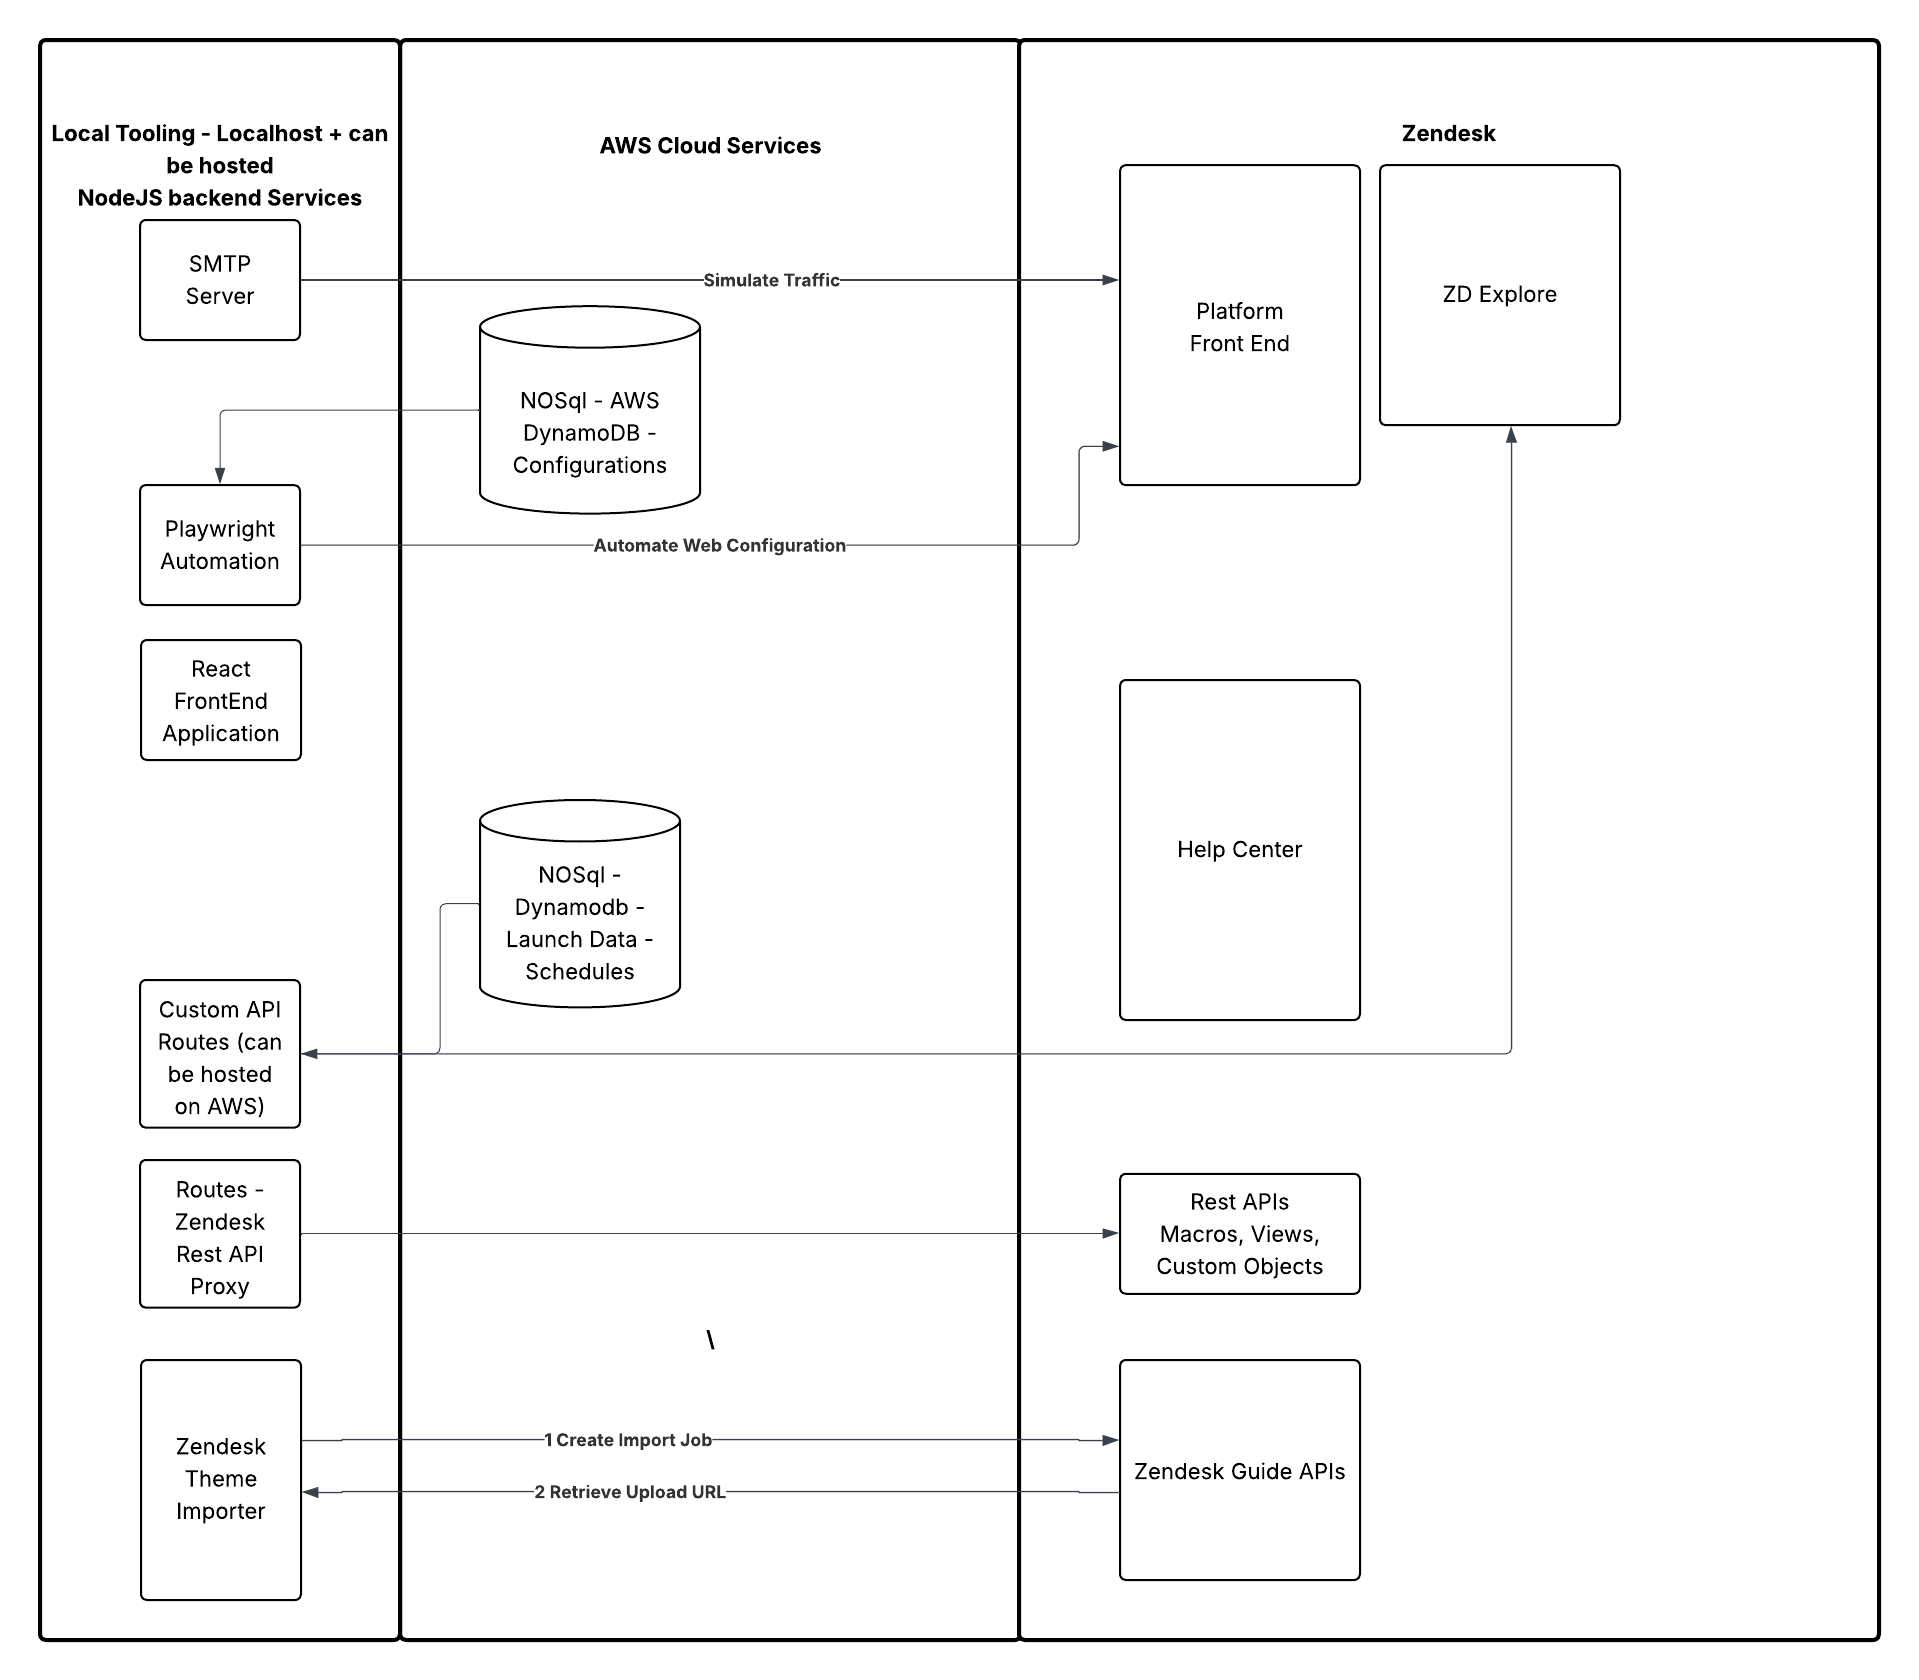 Local Tooling - Localhost + can
be hosted
NodeJS backend Services
AWS Cloud Services
Zendesk
SMTP
Server
Simulate Traffic
Platform
Front End
ZD Explore
NOSql - AWS
DynamoDB -
Configurations
Playwright
Automation
Automate Web Configuration
React
FrontEnd
Application
Help Center
NOSql -
Dynamodb -
Launch Data -
Schedules
Custom API
Routes (can
be hosted
on AWS)
Routes -
Zendesk
Rest API
Proxy
Rest APIs
Macros, Views,
Custom Objects
\
Zendesk
Theme
Importer
1 Create Import Job
2 Retrieve Upload URL
Zendesk Guide APIs